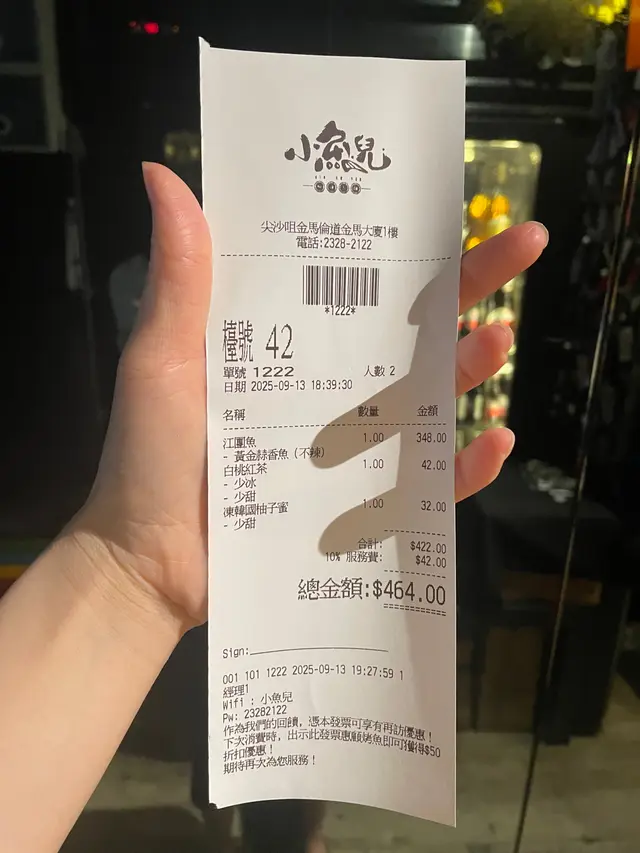 小魚兒
尖沙咀金馬倫道金馬大廈1樓
電話:2328-2122
*1222*
檯號 42
單號 1222 人數 2
日期 2025-09-13 18:39:30
名稱 數量 金額
江團魚 1.00 348.00
- 黃金蒜香魚 (不辣)
白桃紅茶 1.00 42.00
- 少冰
- 少甜
凍韓國柚子蜜 1.00 32.00
- 少甜
合計: $422.00
10% 服務費: $42.00
總金額:$464.00
Sign:
001 101 1222 2025-09-13 19:27:59 1
經理1
Wifi : 小魚兒
Pw: 23282122
作為我們的回饋，憑本發票可享有再訪優惠！
下次消費時，出示此發票惠顧烤魚即可獲得$50
折扣優惠！
期待再次為您服務！